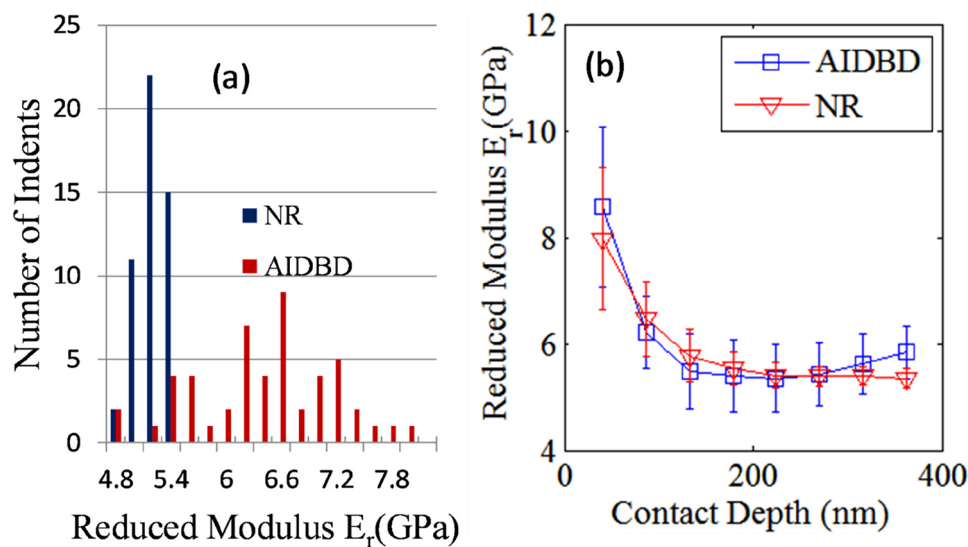 (a)
Number of Indents
25
20
15
10
5
0
NR
AIDBD
4.8 5.4 6 6.6 7.2 7.8
Reduced Modulus Er(GPa)
(b)
Reduced Modulus Er(GPa)
12
10
8
6
4
AIDBD
NR
0 200 400
Contact Depth (nm)